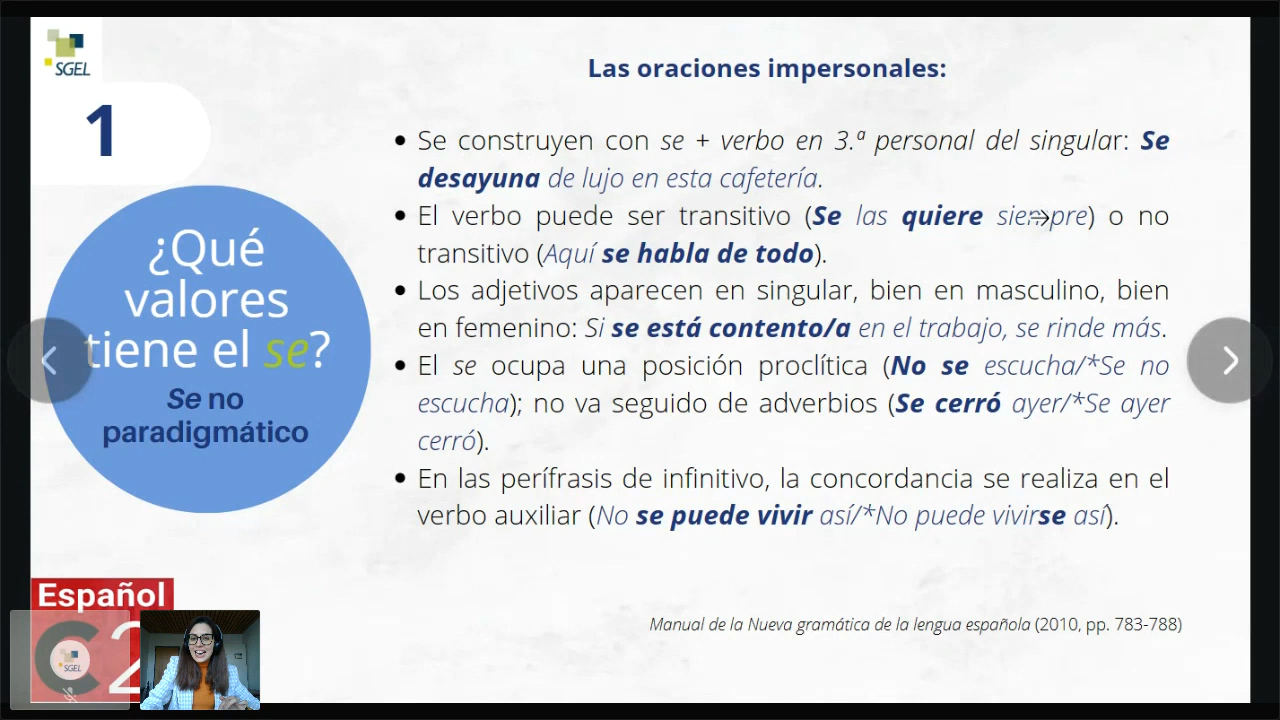 SGEL
1
¿Qué
valores
tiene el se?
Se no
paradigmático
Las oraciones impersonales:
• Se construyen con se + verbo en 3.ª personal del singular: Se
desayuna de lujo en esta cafetería.
• El verbo puede ser transitivo (Se las quiere siempre) o no
transitivo (Aquí se habla de todo).
• Los adjetivos aparecen en singular, bien en masculino, bien
en femenino: Si se está contento/a en el trabajo, se rinde más.
• El se ocupa una posición proclítica (No se escucha/*Se no
escucha); no va seguido de adverbios (Se cerró ayer/*Se ayer
cerró).
• En las perífrasis de infinitivo, la concordancia se realiza en el
verbo auxiliar (No se puede vivir así/*No puede vivirse así).
Manual de la Nueva gramática de la lengua española (2010, pp. 783-788)
Español
C2
SGEL